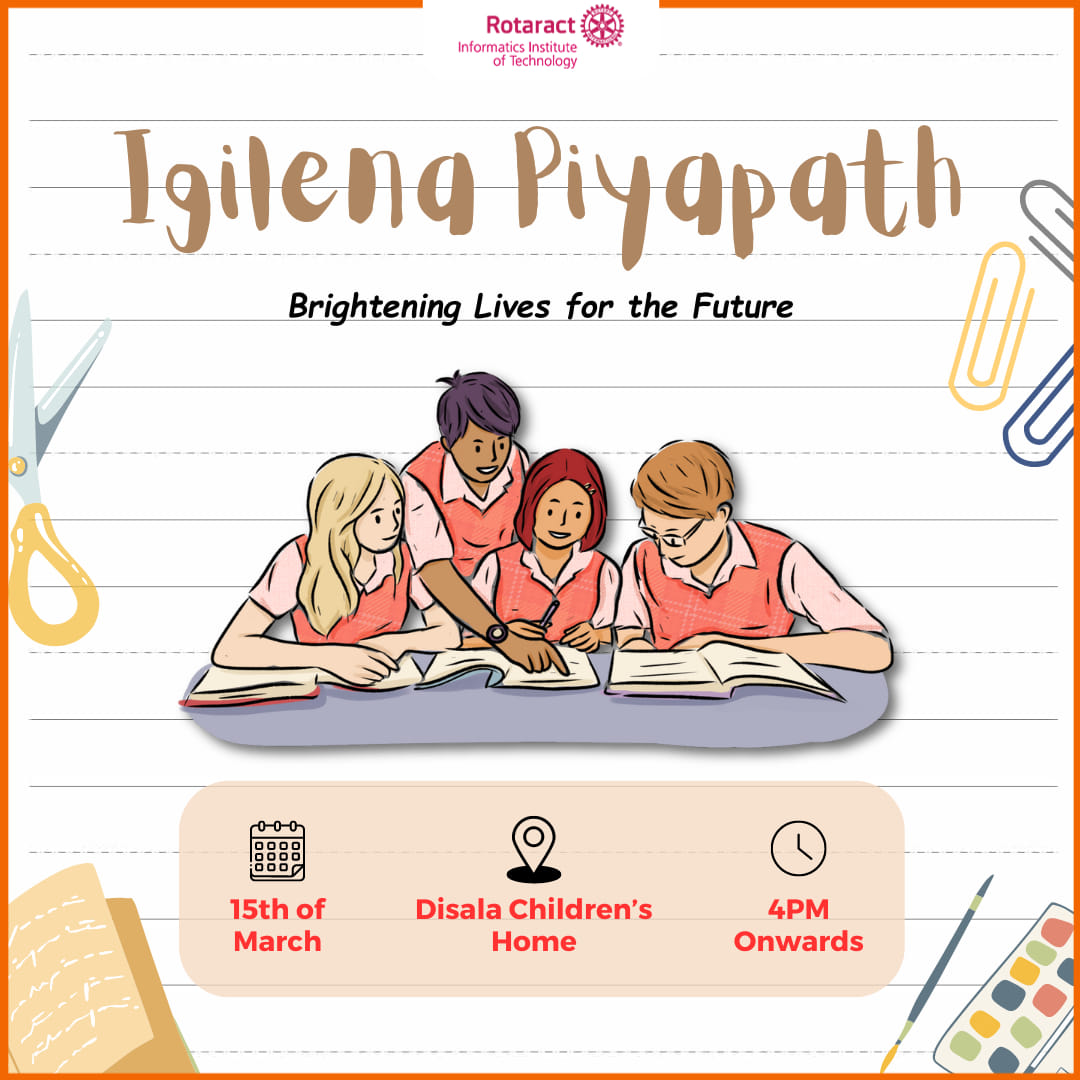 Rotaract
Informatics Institute
of Technology
Igilena Piyapath
Brightening Lives for the Future
15th of
March
Disala Children's
Home
4PM
Onwards